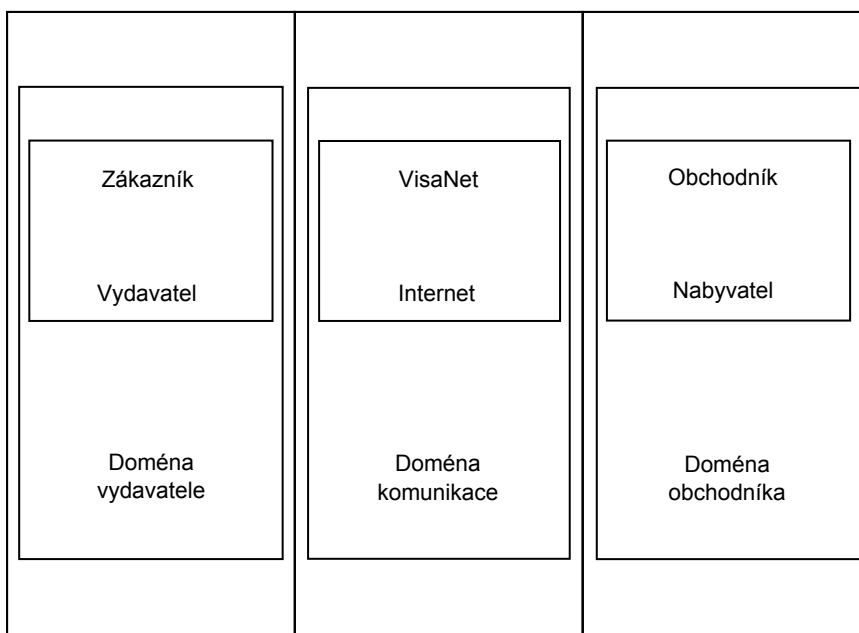 Zákazník
Vydavatel
Doména
vydavatele
VisaNet
Internet
Doména
komunikace
Obchodník
Nabyvatel
Doména
obchodníka